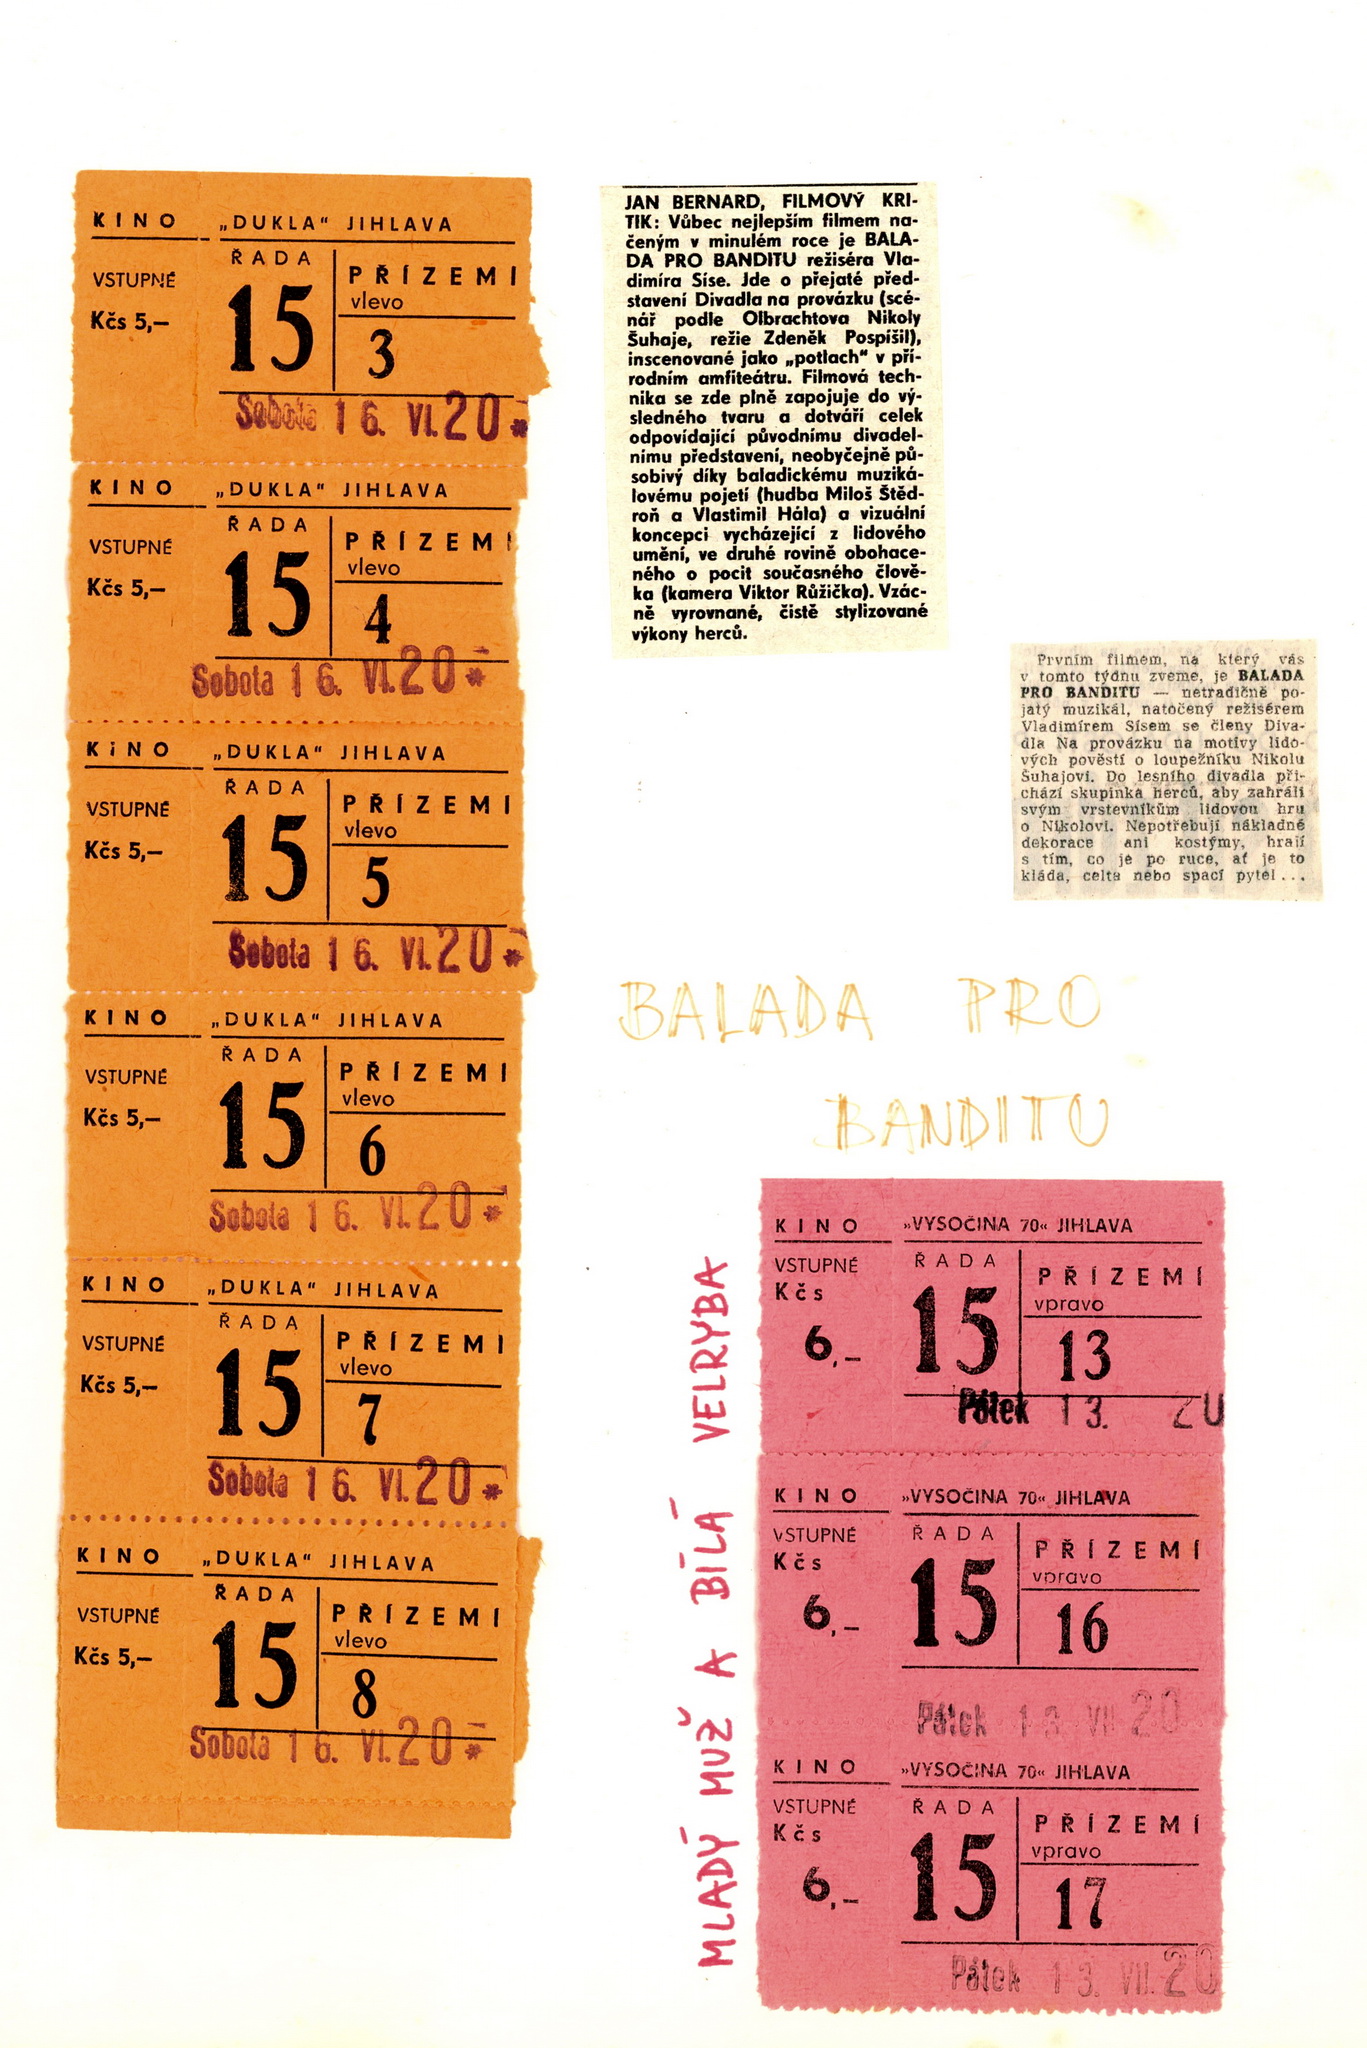 KINO „DUKLA“ JIHLAVA
VSTUPNÉ
Kčs 5,—
ŘADA
15
PŘÍZEMÍ
vlevo
3
Sobota 16. VI. 20 *
KINO „DUKLA“ JIHLAVA
VSTUPNÉ
Kčs 5,—
ŘADA
15
PŘÍZEMÍ
vlevo
4
Sobota 16. VI. 20 *
KINO „DUKLA“ JIHLAVA
VSTUPNÉ
Kčs 5,—
ŘADA
15
PŘÍZEMÍ
vlevo
5
Sobota 16. VI. 20 *
KINO „DUKLA“ JIHLAVA
VSTUPNÉ
Kčs 5,—
ŘADA
15
PŘÍZEMÍ
vlevo
6
Sobota 16. VI. 20 *
KINO „DUKLA“ JIHLAVA
VSTUPNÉ
Kčs 5,—
ŘADA
15
PŘÍZEMÍ
vlevo
7
Sobota 16. VI. 20 *
KINO „DUKLA“ JIHLAVA
VSTUPNÉ
Kčs 5,—
ŘADA
15
PŘÍZEMÍ
vlevo
8
Sobota 16. VI. 20 *
JAN BERNARD, FILMOVÝ KRI-
TIK: Vůbec nejlepším filmem na-
čeným v minulém roce je BALA-
DA PRO BANDITU režiséra Vla-
dimíra Síse. Jde o přejaté před-
stavení Divadla na provázku (scé-
nář podle Olbrachtova Nikoly
Šuhaje, režie Zdeněk Pospíšil),
inscenované jako „potlach“ v pří-
rodním amfiteátru. Filmová tech-
nika se zde plně zapojuje do vý-
sledného tvaru a dotváří celek
odpovídající původnímu divadel-
nímu představení, neobyčejně pů-
sobivý díky baladickému muziká-
lovému pojetí (hudba Miloš Štěd-
roň a Vlastimil Hála) a vizuální
koncepci vycházející z lidového
umění, ve druhé rovině obohace-
ného o pocit současného člově-
ka (kamera Viktor Růžička). Vzác-
ně vyrovnané, čistě stylizované
výkony herců.
Prvním filmem, na který vás
v tomto týdnu zveme, je BALADA
PRO BANDITU — netradičně po-
jatý muzikál, natočený režisérem
Vladimírem Sísem se členy Diva-
dla Na provázku na motivy lido-
vých pověstí o loupežníku Nikolu
Šuhajovi. Do lesního divadla při-
chází skupinka herců, aby zahráli
svým vrstevníkům lidovou hru
o Nikolovi. Nepotřebují nákladné
dekorace ani kostýmy, hrají
s tím, co je po ruce, ať je to
kláda, celta nebo spací pytel...
BALADA PRO
BANDITU
MLADÝ MUŽ A BÍLÁ VELRYBA
KINO »VYSOČINA 70« JIHLAVA
VSTUPNÉ
Kčs
6,—
ŘADA
15
PŘÍZEMÍ
vpravo
13
Pátek 13. 20
KINO »VYSOČINA 70« JIHLAVA
VSTUPNÉ
Kčs
6,—
ŘADA
15
PŘÍZEMÍ
vpravo
16
Pátek 13. VII. 20
KINO »VYSOČINA 70« JIHLAVA
VSTUPNÉ
Kčs
6,—
ŘADA
15
PŘÍZEMÍ
vpravo
17
Pátek 13. VII. 20